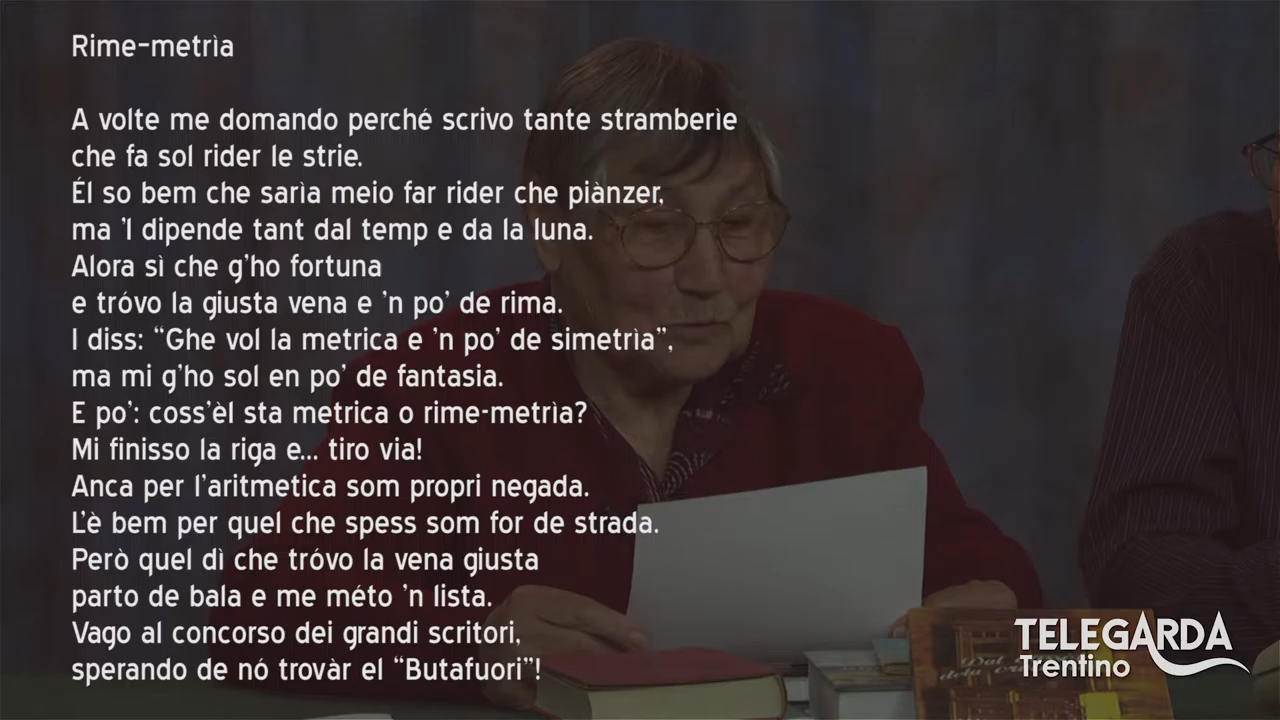 Rime-metrìa
A volte me domando perché scrivo tante stramberìe
che fa sol rider le strie.
Él so bem che sarìa meio far rider che piànzer,
ma 'l dipende tant dal temp e da la luna.
Alora sì che g'ho fortuna
e tróvo la giusta vena e 'n po' de rima.
I diss: “Ghe vol la metrica e 'n po' de simetrìa”,
ma mi g'ho sol en po' de fantasia.
E po': coss'èl sta metrica o rime-metrìa?
Mi finisso la riga e... tiro via!
Anca per l'aritmetica som propri negada.
L'è bem per quel che spess som for de strada.
Però quel dì che tróvo la vena giusta
parto de bala e me méto 'n lista.
Vago al concorso dei grandi scritori,
sperando de nó trovàr el “Butafuori”!
TELEGARDA
Trentino